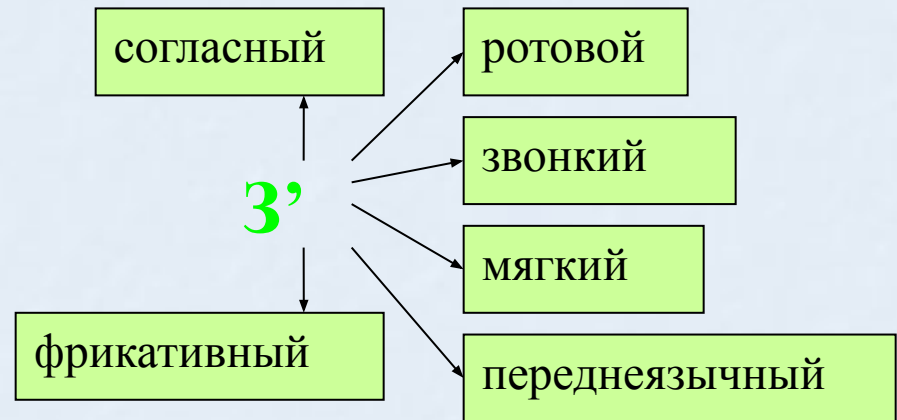 согласный
ротовой
звонкий
З’
мягкий
фрикативный
переднеязычный